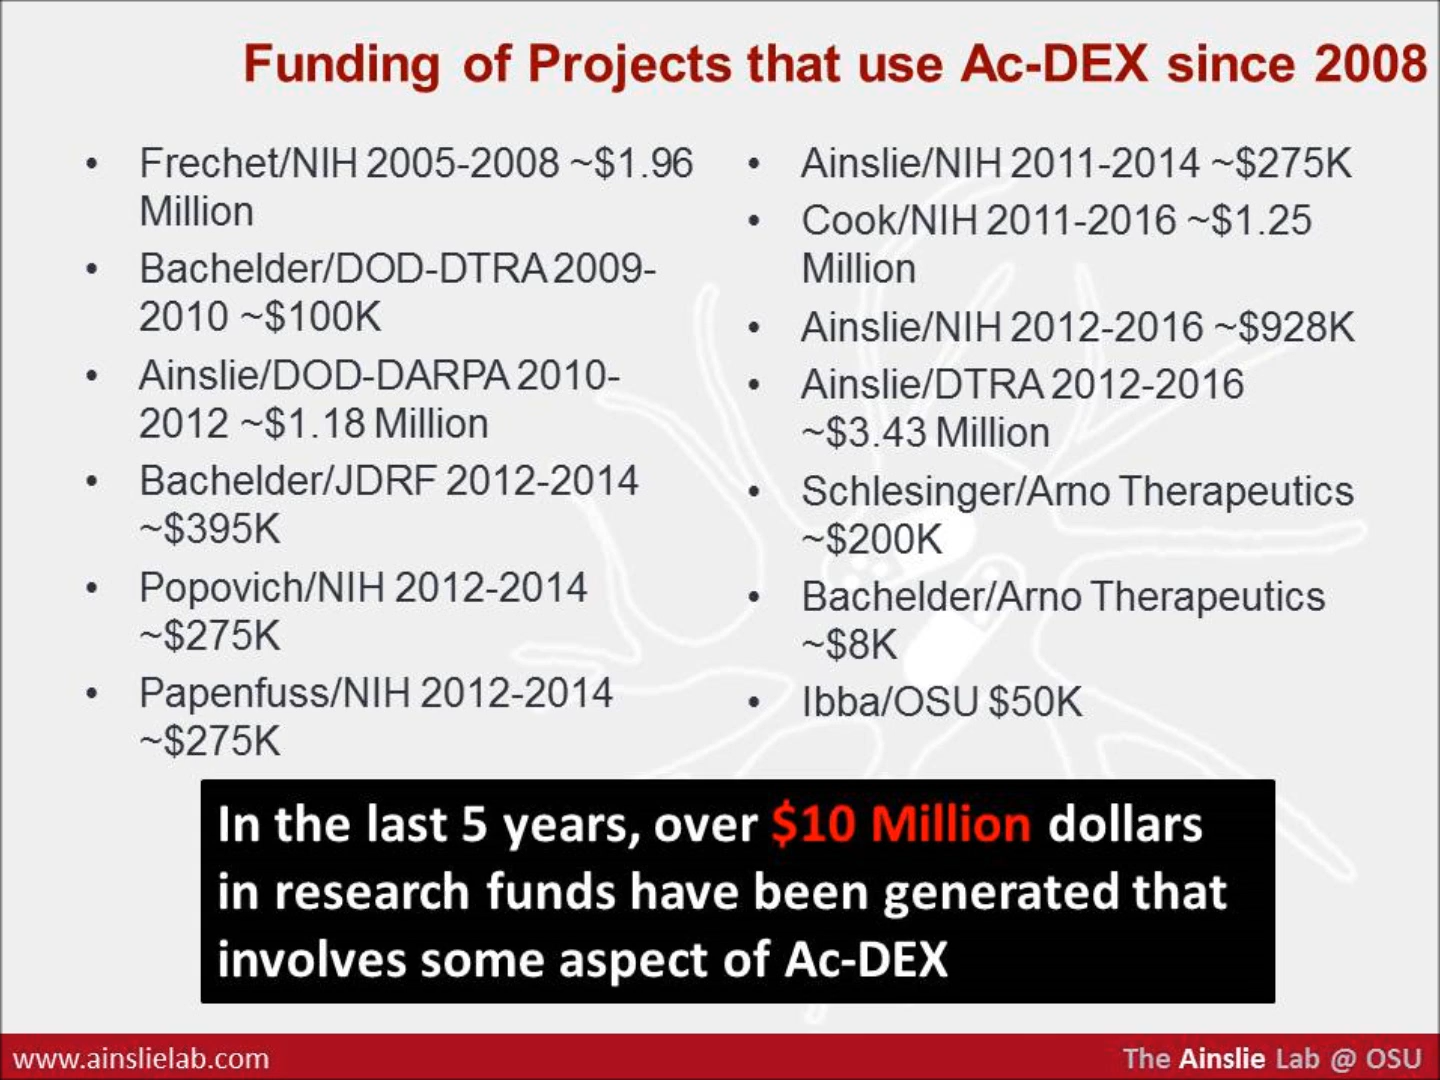 Funding of Projects that use Ac-DEX since 2008
• Frechet/NIH 2005-2008 ~$1.96
Million
• Bachelder/DOD-DTRA 2009-
2010 ~$100K
• Ainslie/DOD-DARPA 2010-
2012 ~$1.18 Million
• Bachelder/JDRF 2012-2014
~$395K
• Popovich/NIH 2012-2014
~$275K
• Papenfuss/NIH 2012-2014
~$275K
• Ainslie/NIH 2011-2014 ~$275K
• Cook/NIH 2011-2016 ~$1.25
Million
• Ainslie/NIH 2012-2016 ~$928K
• Ainslie/DTRA 2012-2016
~$3.43 Million
• Schlesinger/Arno Therapeutics
~$200K
• Bachelder/Arno Therapeutics
~$8K
• Ibba/OSU $50K
In the last 5 years, over $10 Million dollars
in research funds have been generated that
involves some aspect of Ac-DEX
www.ainslielab.com
The Ainslie Lab @ OSU